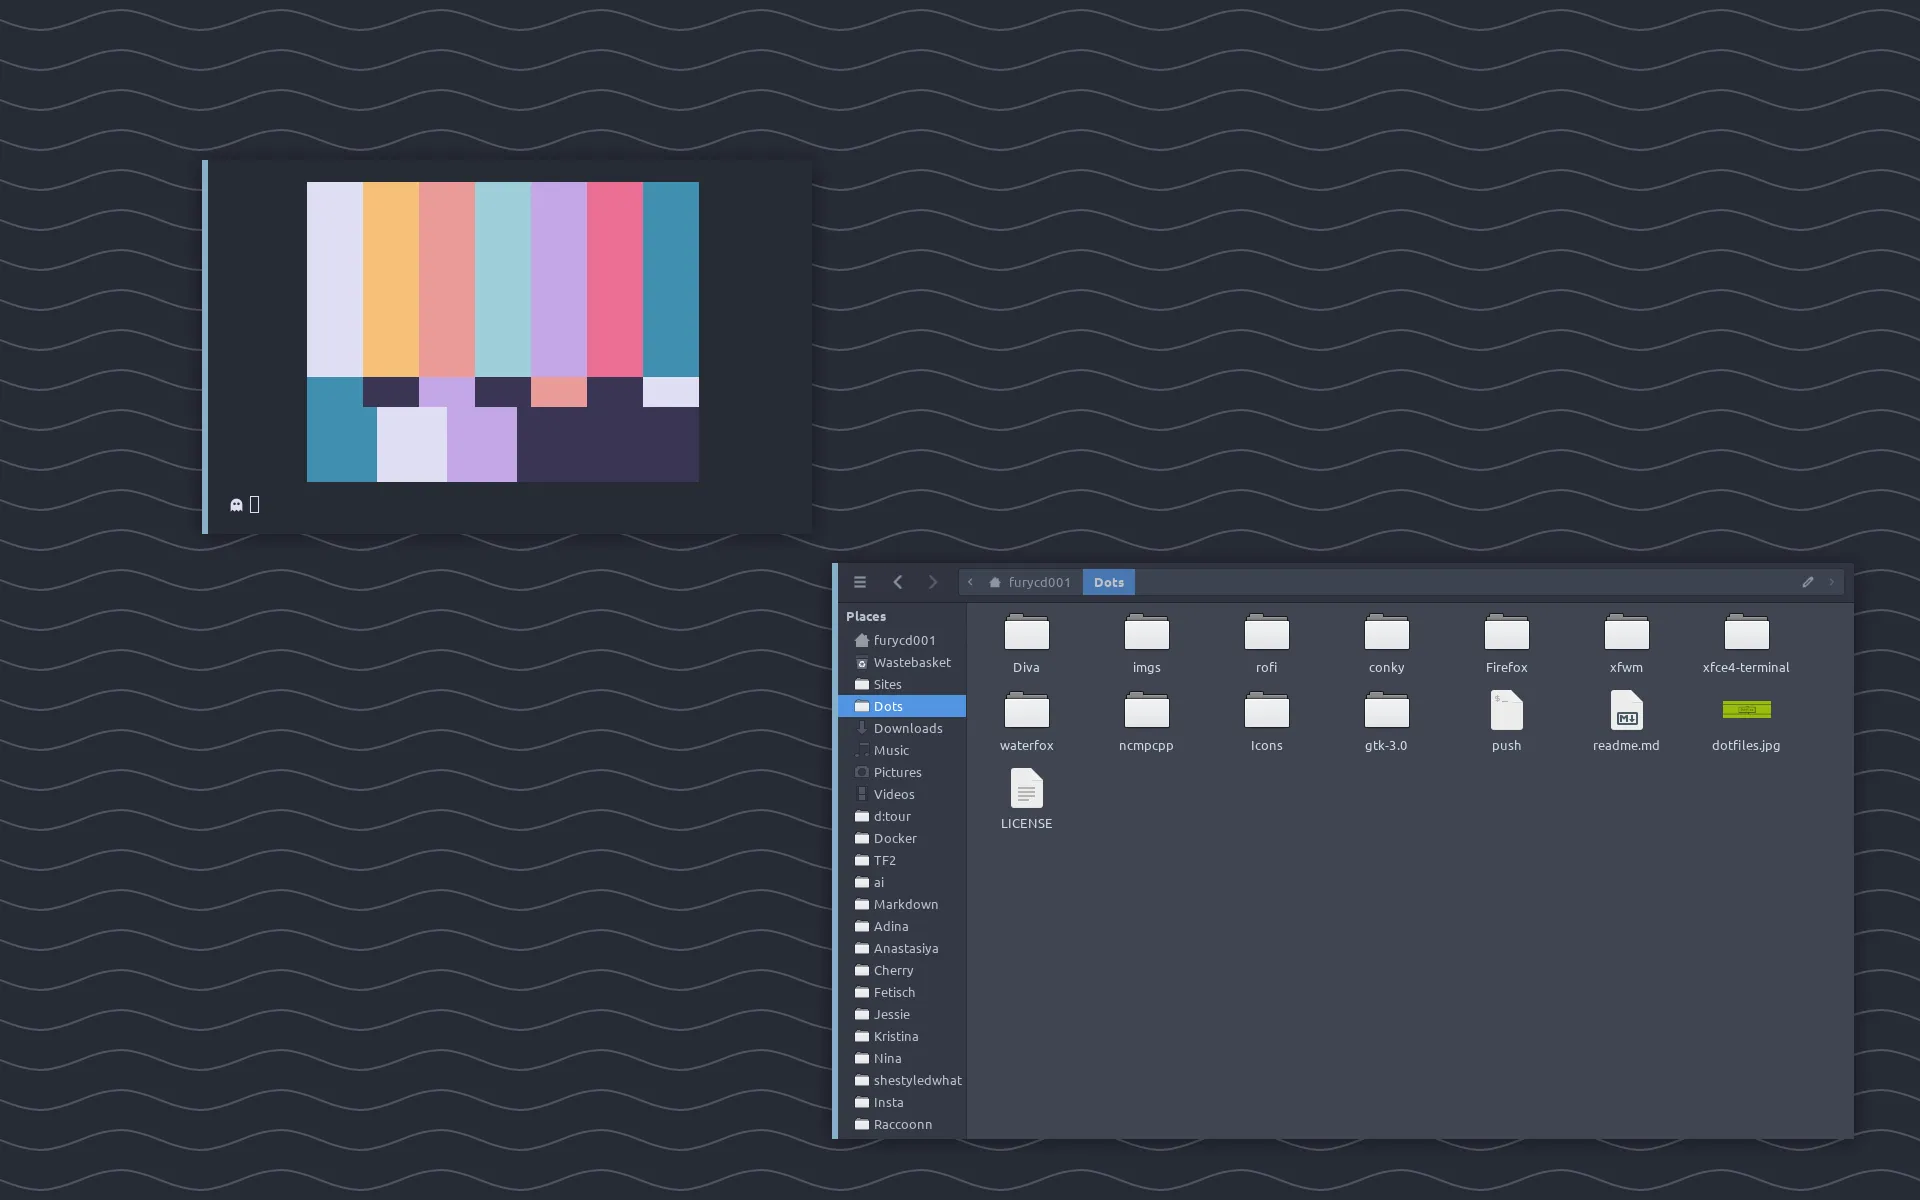 furycd001 Dots
Places
furycd001
Wastebasket
Sites
Dots
Downloads
Music
Pictures
Videos
d:tour
Docker
TF2
ai
Markdown
Adina
Anastasiya
Cherry
Fetisch
Jessie
Kristina
Nina
shestyledwhat
Insta
Raccoonn
Diva imgs rofi conky Firefox xfwm xfce4-terminal
$_
M
waterfox ncmpcpp Icons gtk-3.0 push readme.md dotfiles.jpg
LICENSE